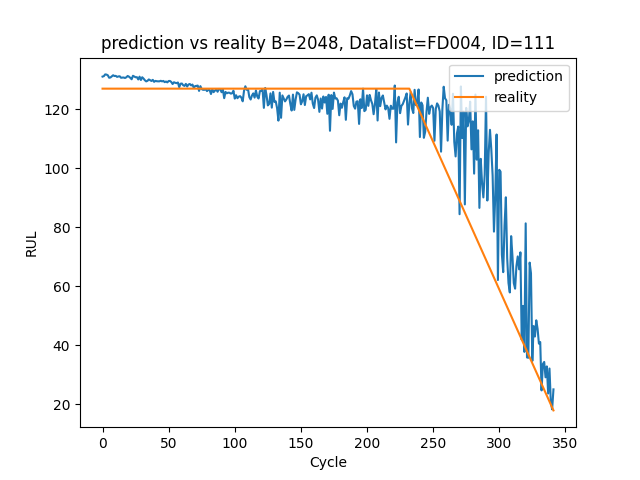 prediction vs reality B=2048, Datalist=FD004, ID=111
prediction
reality
RUL
120
100
80
60
40
20
0 50 100 150 200 250 300 350
Cycle